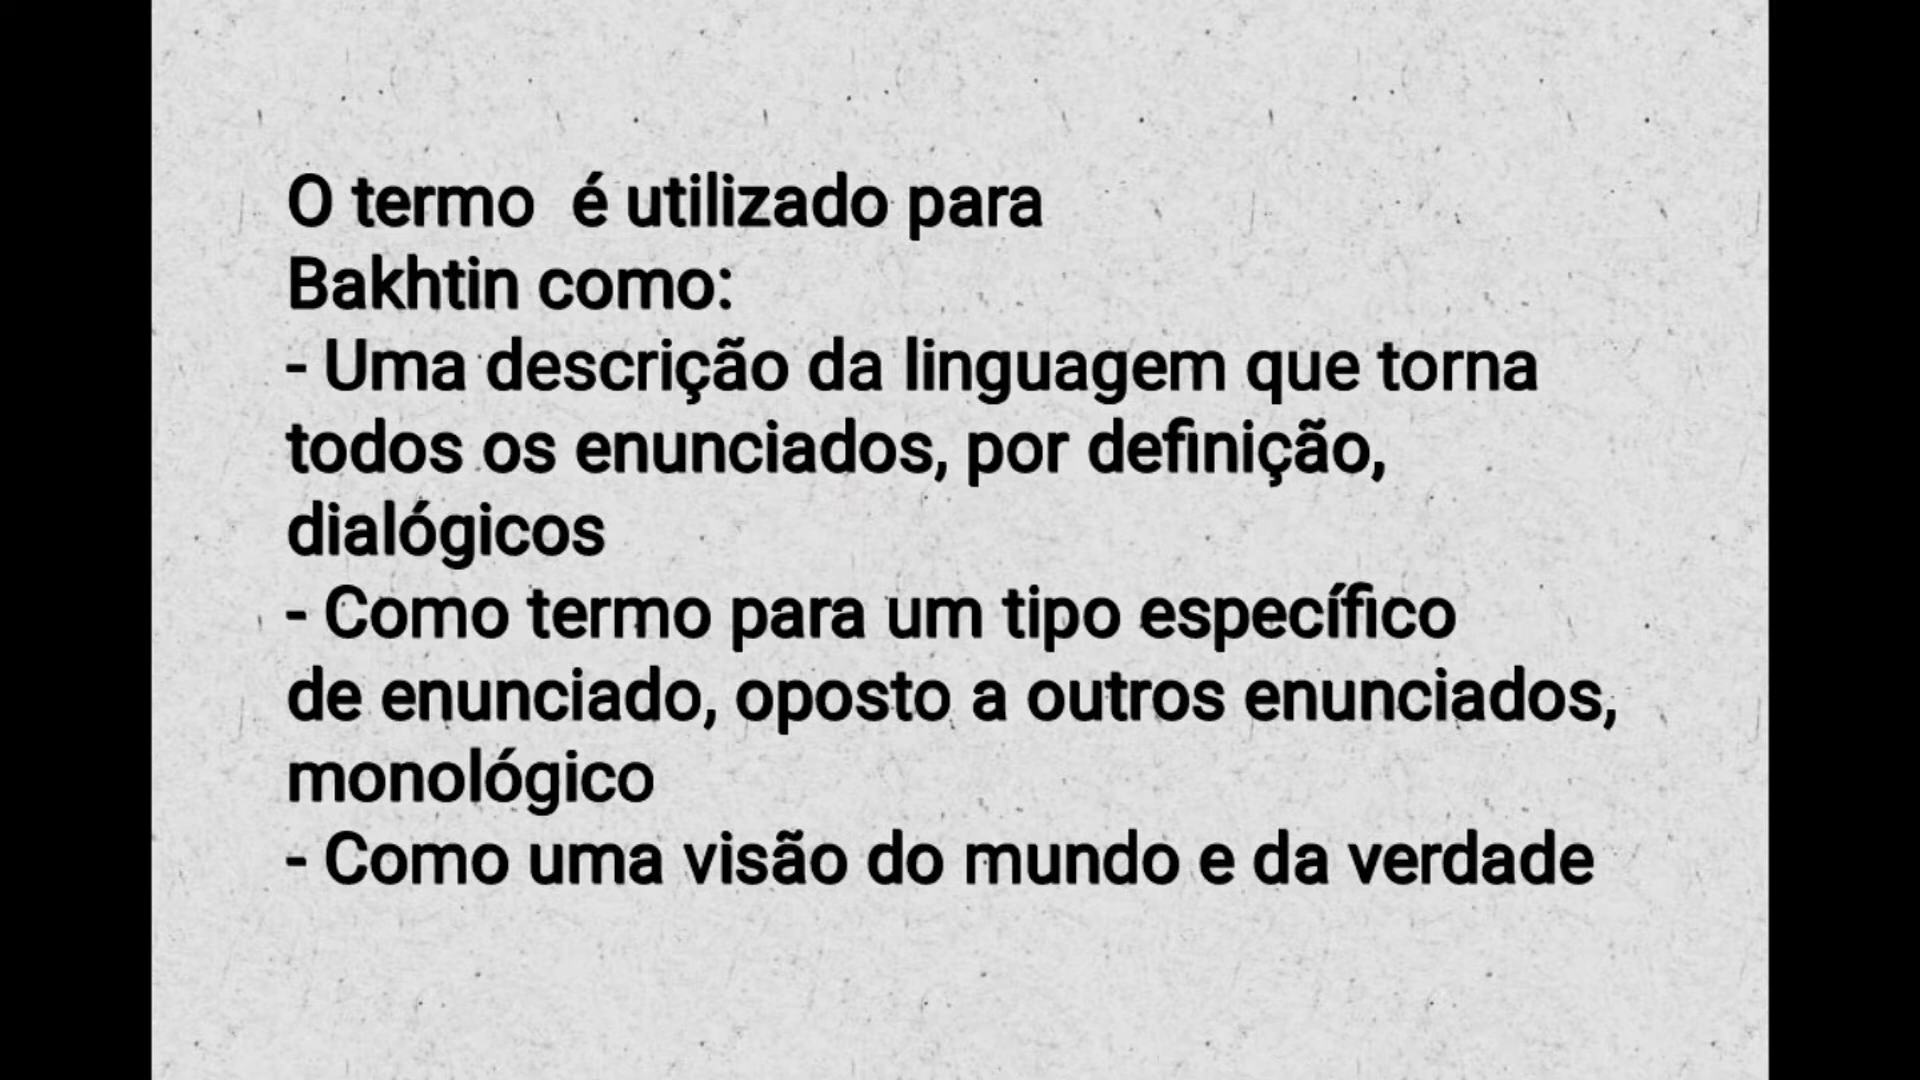 O termo  é utilizado para
Bakhtin como:
- Uma descrição da linguagem que torna
todos os enunciados, por definição,
dialógicos
- Como termo para um tipo específico
de enunciado, oposto a outros enunciados,
monológico
- Como uma visão do mundo e da verdade